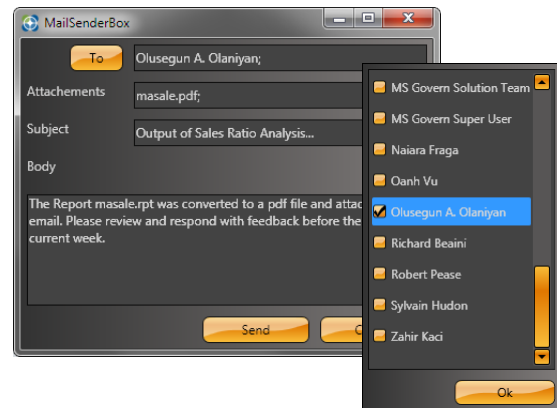 MailSenderBox
To
Olusegun A. Olaniyan;
Attachements
masale.pdf;
Subject
Output of Sales Ratio Analysis...
Body
The Report masale.rpt was converted to a pdf file and
email. Please review and respond with feedback before the
current week.
Send
MS Govern Solution Team
MS Govern Super User
Naiara Fraga
Oanh Vu
Olusegun A. Olaniyan
Richard Beaini
Robert Pease
Sylvain Hudon
Zahir Kaci
Ok